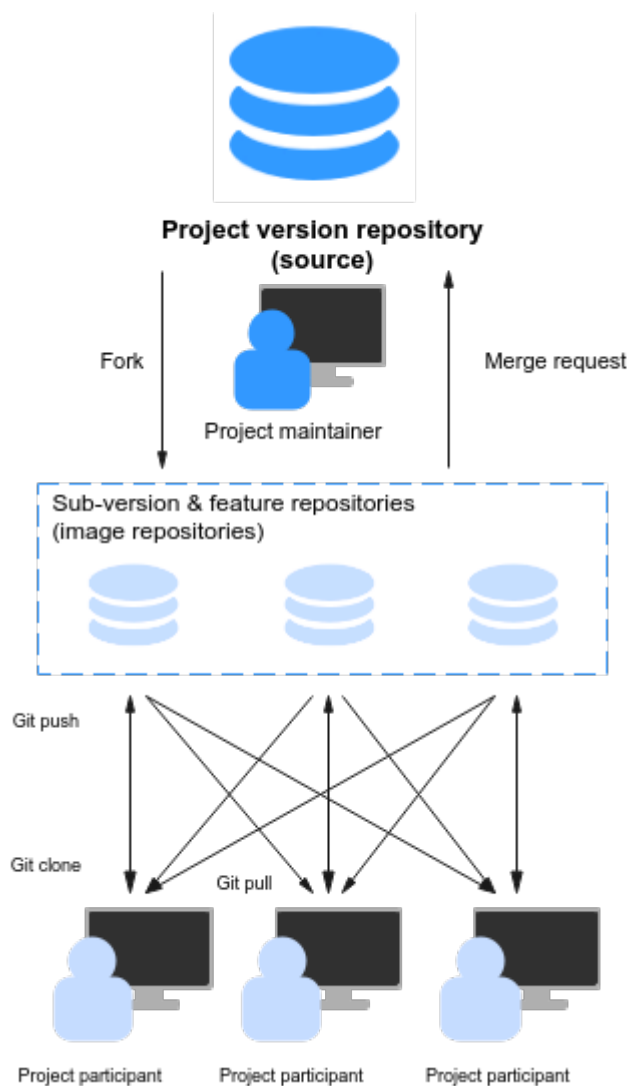 Project version repository
(source)
Fork
Merge request
Project maintainer
Sub-version & feature repositories
(image repositories)
Git push
Git clone
Git pull
Project participant
Project participant
Project participant